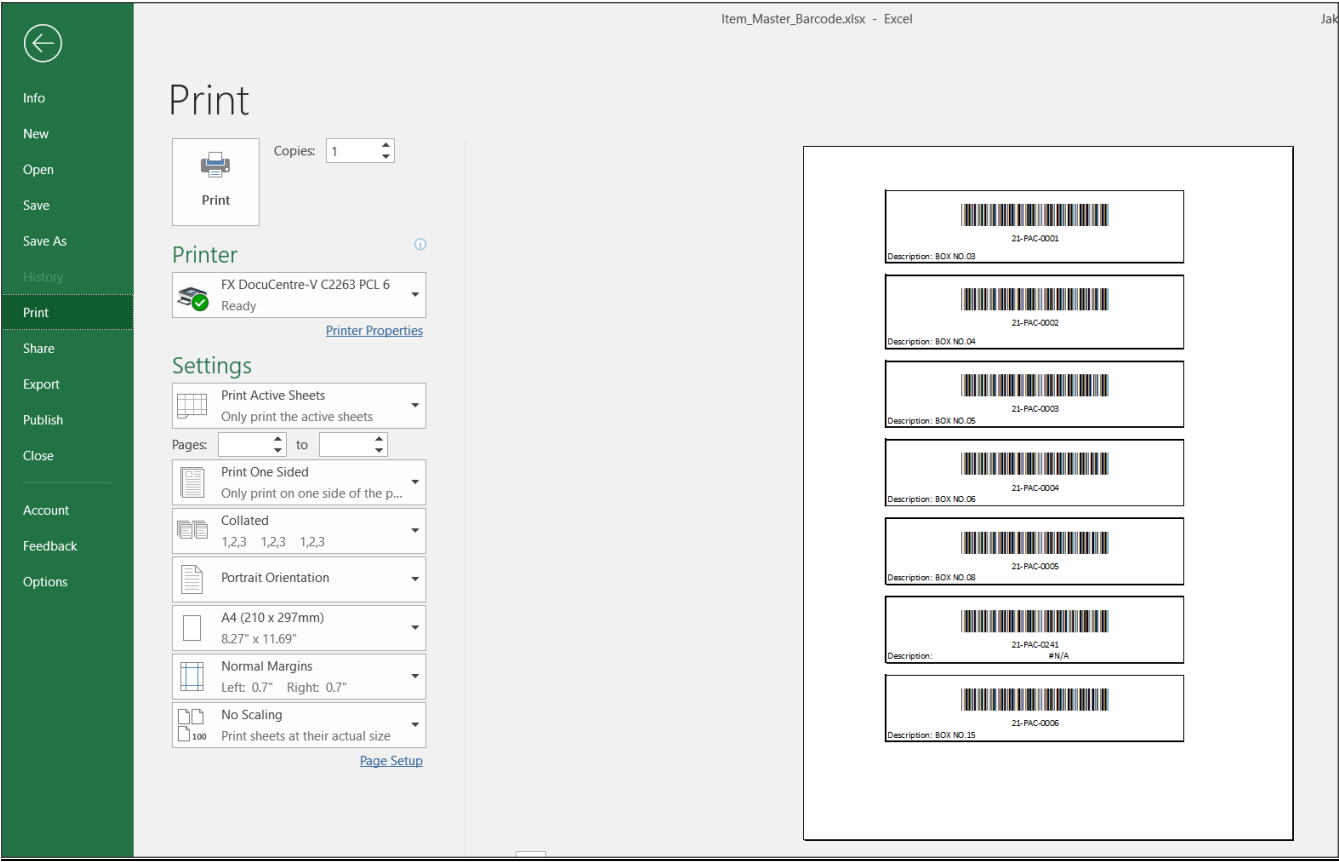 Item_Master_Barcode.xlsx - Excel
Jak
Info
New
Open
Save
Save As
History
Print
Share
Export
Publish
Close
Account
Feedback
Options
Print
Copies: 1
Print
Printer
FX DocuCentre-V C2263 PCL 6
Ready
Printer Properties
Settings
Print Active Sheets
Only print the active sheets
Pages: to
Print One Sided
Only print on one side of the p...
Collated
1,2,3 1,2,3 1,2,3
Portrait Orientation
A4 (210 x 297mm)
8.27" x 11.69"
Normal Margins
Left: 0.7" Right: 0.7"
No Scaling
100
Print sheets at their actual size
Page Setup
21-PAC-0001
Description: BOX NO.03
21-PAC-0002
Description: BOX NO.04
21-PAC-0003
Description: BOX NO.05
21-PAC-0004
Description: BOX NO.06
21-PAC-0005
Description: BOX NO.08
21-PAC-0241
Description: #N/A
21-PAC-0006
Description: BOX NO.15